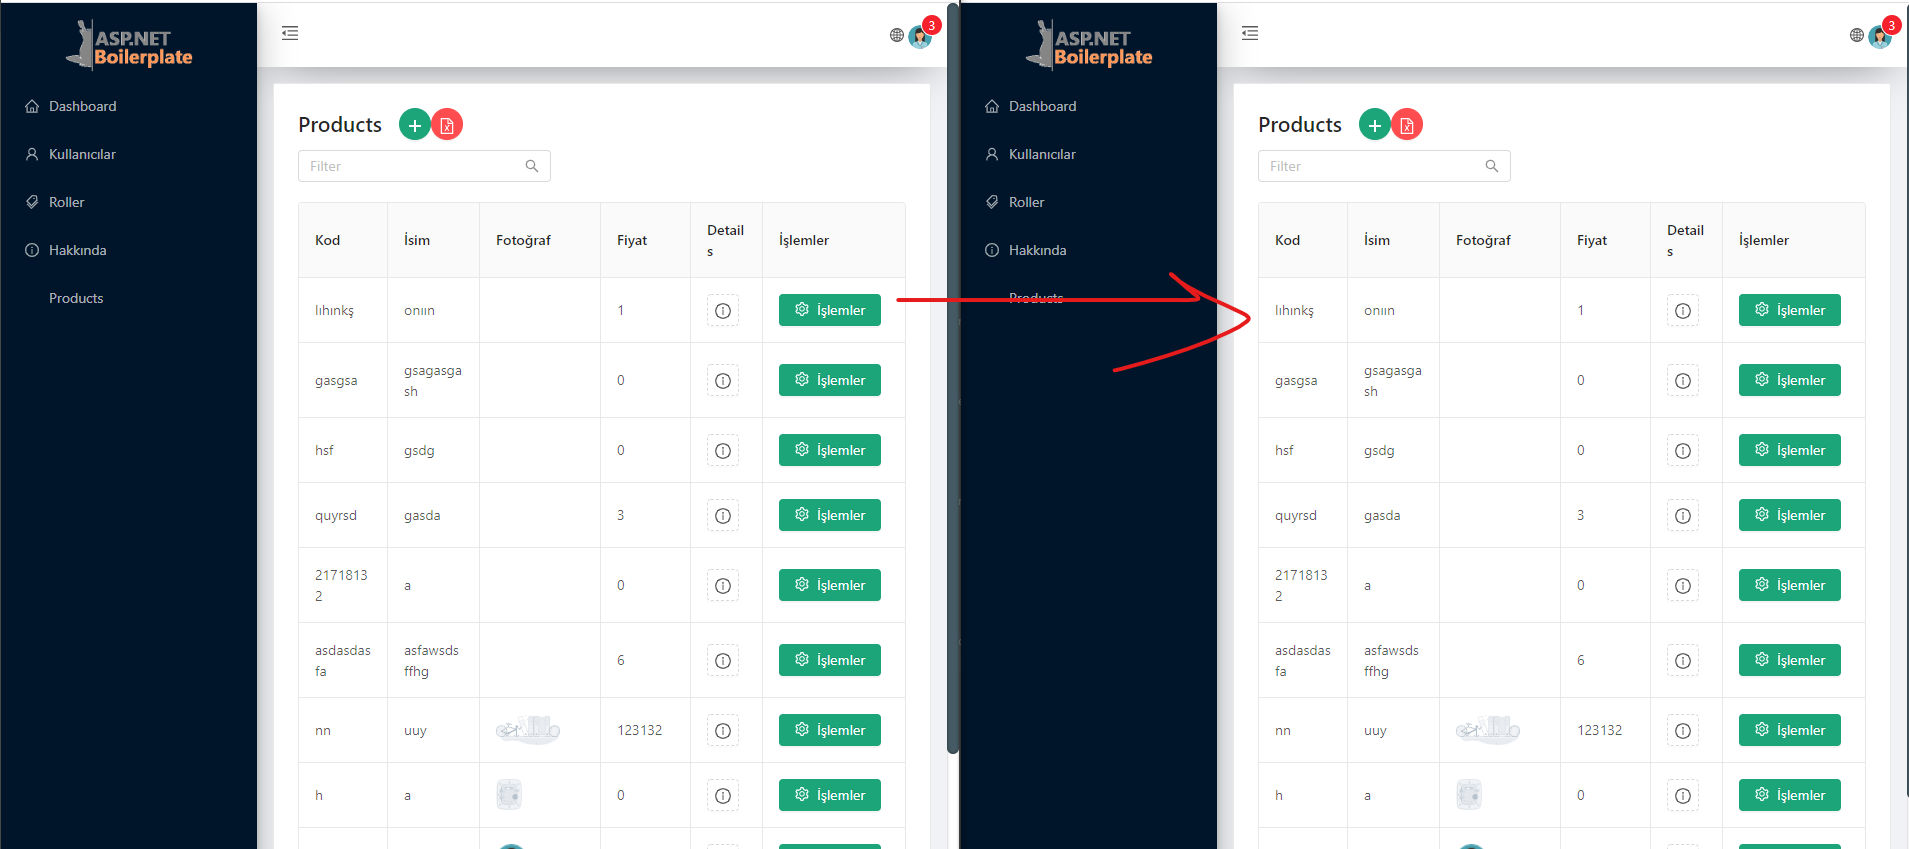 ASP.NET
Boilerplate
Dashboard
Kullanıcılar
Roller
Hakkında
Products
3
Products
Filter
Kod İsim Fotoğraf Fiyat Details İşlemler
lıhınkş onıın 1 İşlemler
gasgsa gsagasgash 0 İşlemler
hsf gsdg 0 İşlemler
quyrsd gasda 3 İşlemler
21718132 a 0 İşlemler
asdasdasfa asfawsdsffhg 6 İşlemler
nn uuy 123132 İşlemler
h a 0 İşlemler
ASP.NET
Boilerplate
Dashboard
Kullanıcılar
Roller
Hakkında
Products
3
Products
Filter
Kod İsim Fotoğraf Fiyat Details İşlemler
lıhınkş onıın 1 İşlemler
gasgsa gsagasgash 0 İşlemler
hsf gsdg 0 İşlemler
quyrsd gasda 3 İşlemler
21718132 a 0 İşlemler
asdasdasfa asfawsdsffhg 6 İşlemler
nn uuy 123132 İşlemler
h a 0 İşlemler